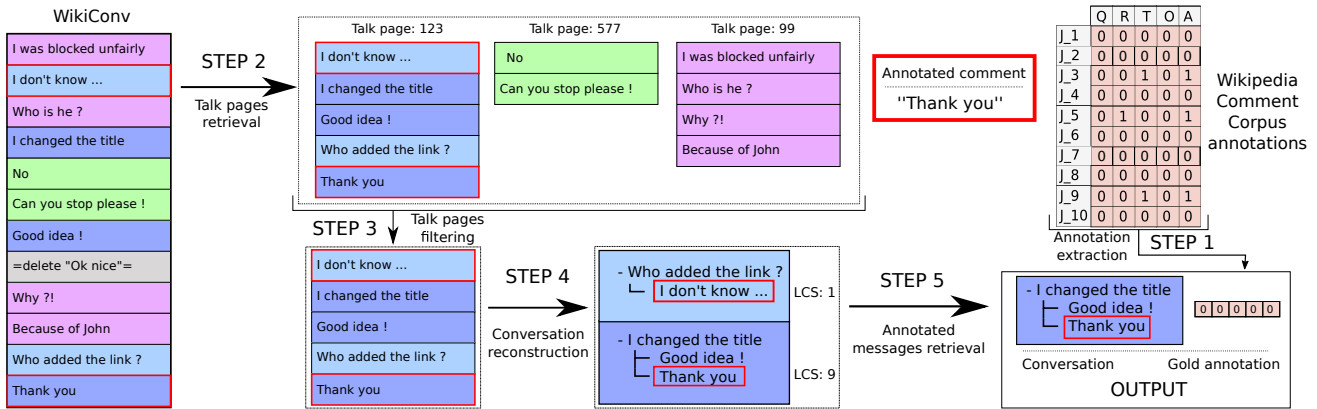 WikiConv
I was blocked unfairly
I don't know ...
Who is he ?
I changed the title
No
Can you stop please !
Good idea !
=delete "Ok nice"=
Why ?!
Because of John
Who added the link ?
Thank you
STEP 2
Talk pages
retrieval
Talk page: 123
I don't know ...
I changed the title
Good idea !
Who added the link ?
Thank you
Talk page: 577
No
Can you stop please !
Talk page: 99
I was blocked unfairly
Who is he ?
Why ?!
Because of John
Annotated comment
''Thank you''
Q R T O A
J_1 0 0 0 0 0
J_2 0 0 0 0 0
J_3 0 0 1 0 1
J_4 0 0 0 0 0
J_5 0 1 0 0 1
J_6 0 0 0 0 0
J_7 0 0 0 0 0
J_8 0 0 0 0 0
J_9 0 0 1 0 1
J_10 0 0 0 0 0
Wikipedia
Comment
Corpus
annotations
Annotation
extraction
STEP 1
STEP 3
Talk pages
filtering
I don't know ...
I changed the title
Good idea !
Who added the link ?
Thank you
STEP 4
Conversation
reconstruction
- Who added the link ?
I don't know ...
LCS: 1
- I changed the title
Good idea !
Thank you
LCS: 9
STEP 5
Annotated
messages retrieval
- I changed the title
Good idea !
Thank you
0 0 0 0 0
Conversation
Gold annotation
OUTPUT